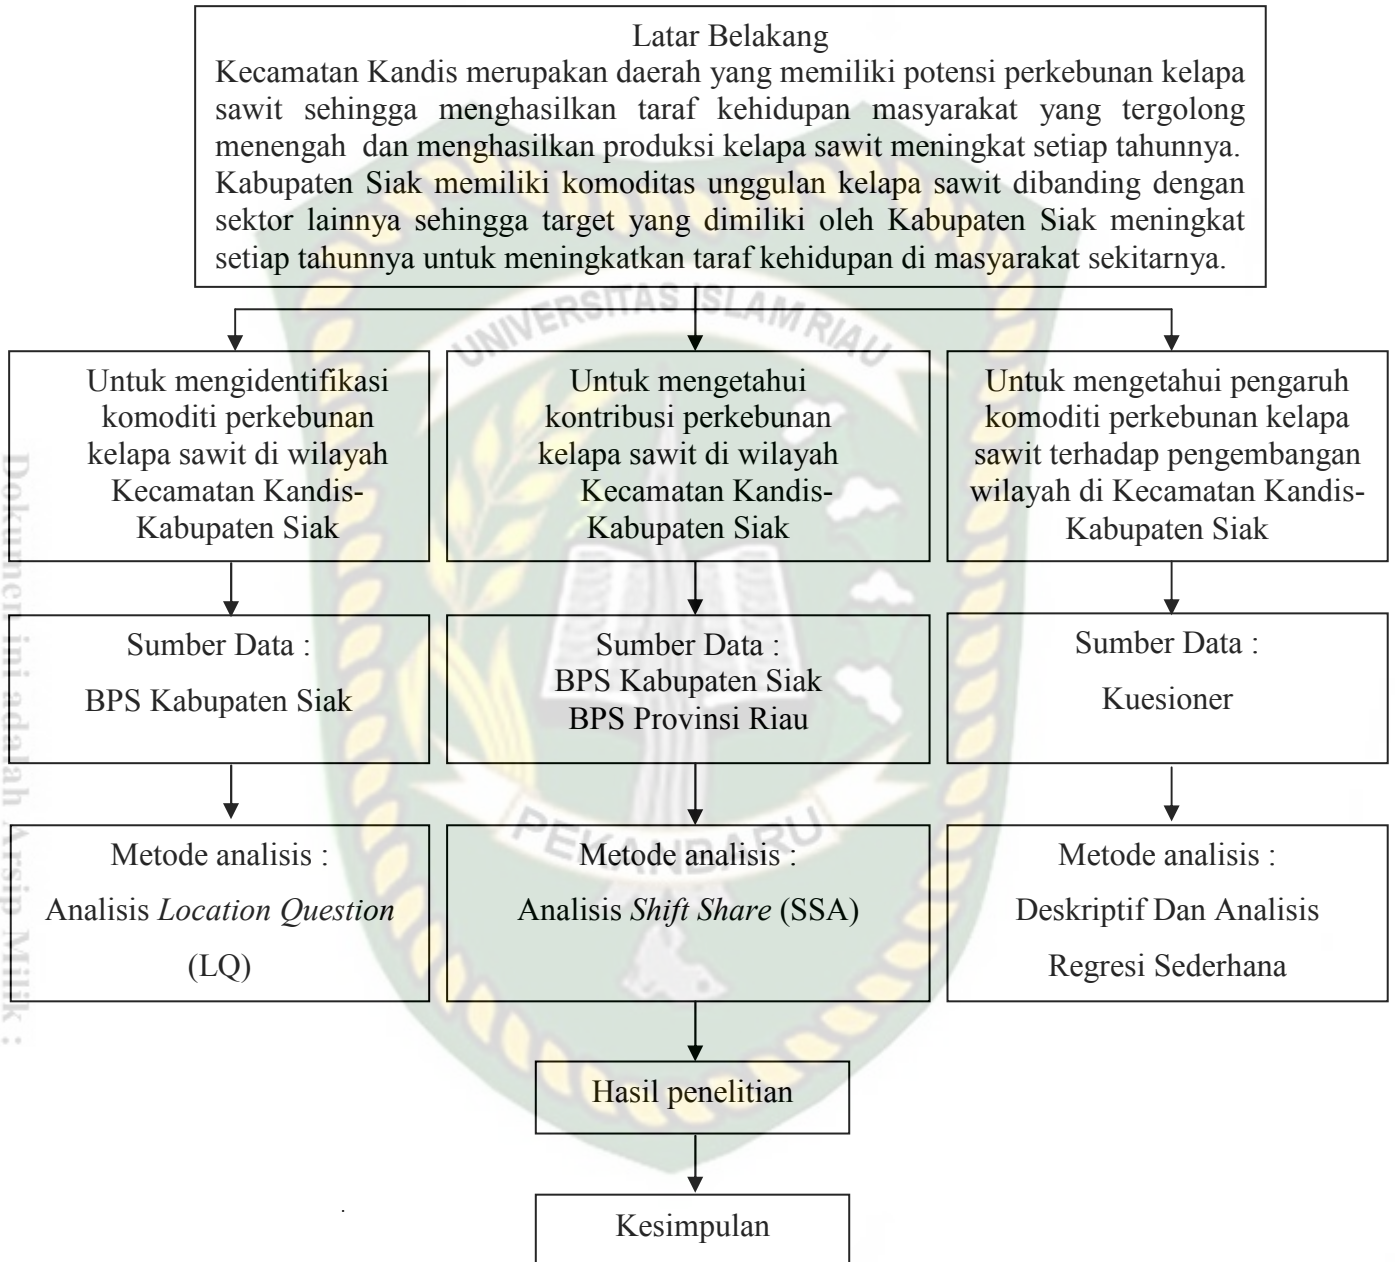 Latar Belakang
Kecamatan Kandis merupakan daerah yang memiliki potensi perkebunan kelapa
sawit sehingga menghasilkan taraf kehidupan masyarakat yang tergolong
menengah dan menghasilkan produksi kelapa sawit meningkat setiap tahunnya.
Kabupaten Siak memiliki komoditas unggulan kelapa sawit dibanding dengan
sektor lainnya sehingga target yang dimiliki oleh Kabupaten Siak meningkat
setiap tahunnya untuk meningkatkan taraf kehidupan di masyarakat sekitarnya.
UNIVERSITAS ISLAM RIAU
Untuk mengidentifikasi
komoditi perkebunan
kelapa sawit di wilayah
Kecamatan Kandis-
Kabupaten Siak
Untuk mengetahui
kontribusi perkebunan
kelapa sawit di wilayah
Kecamatan Kandis-
Kabupaten Siak
Untuk mengetahui pengaruh
komoditi perkebunan kelapa
sawit terhadap pengembangan
wilayah di Kecamatan Kandis-
Kabupaten Siak
Sumber Data :
BPS Kabupaten Siak
Sumber Data :
BPS Kabupaten Siak
BPS Provinsi Riau
Sumber Data :
Kuesioner
PEKANBARU
Metode analisis :
Analisis Location Question
(LQ)
Metode analisis :
Analisis Shift Share (SSA)
Metode analisis :
Deskriptif Dan Analisis
Regresi Sederhana
Hasil penelitian
Kesimpulan
Dokumen ini adalah Arsip Milik :